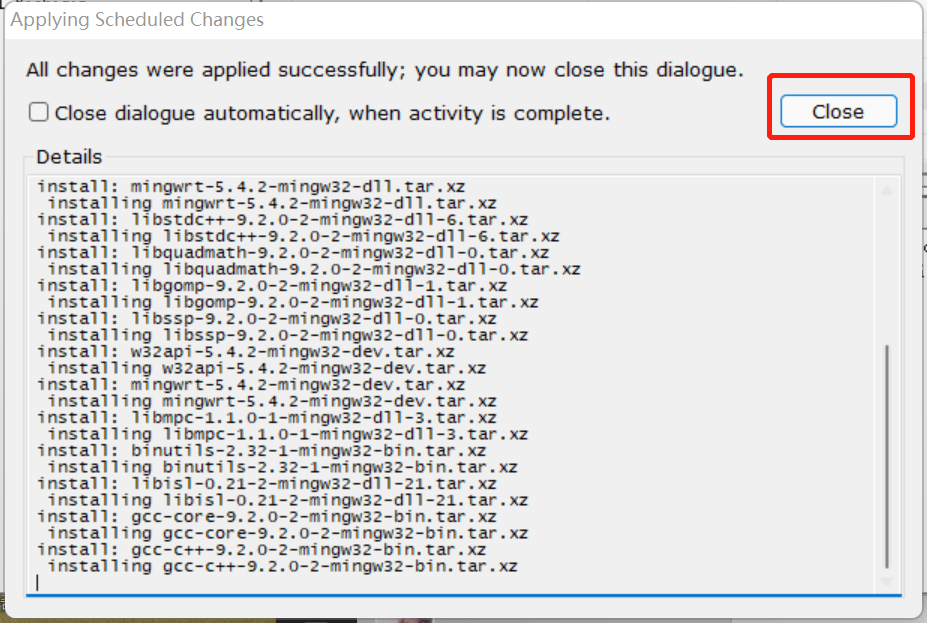 Applying Scheduled Changes
All changes were applied successfully; you may now close this dialogue.
Close dialogue automatically, when activity is complete.
Close
Details
install: mingwrt-5.4.2-mingw32-dll.tar.xz
installing mingwrt-5.4.2-mingw32-dll.tar.xz
install: libstdc++-9.2.0-2-mingw32-dll-6.tar.xz
installing libstdc++-9.2.0-2-mingw32-dll-6.tar.xz
install: libquadmath-9.2.0-2-mingw32-dll-0.tar.xz
installing libquadmath-9.2.0-2-mingw32-dll-0.tar.xz
install: libgomp-9.2.0-2-mingw32-dll-1.tar.xz
installing libgomp-9.2.0-2-mingw32-dll-1.tar.xz
install: libssp-9.2.0-2-mingw32-dll-0.tar.xz
installing libssp-9.2.0-2-mingw32-dll-0.tar.xz
install: w32api-5.4.2-mingw32-dev.tar.xz
installing w32api-5.4.2-mingw32-dev.tar.xz
install: mingwrt-5.4.2-mingw32-dev.tar.xz
installing mingwrt-5.4.2-mingw32-dev.tar.xz
install: libmpc-1.1.0-1-mingw32-dll-3.tar.xz
installing libmpc-1.1.0-1-mingw32-dll-3.tar.xz
install: binutils-2.32-1-mingw32-bin.tar.xz
installing binutils-2.32-1-mingw32-bin.tar.xz
install: libisl-0.21-2-mingw32-dll-21.tar.xz
installing libisl-0.21-2-mingw32-dll-21.tar.xz
install: gcc-core-9.2.0-2-mingw32-bin.tar.xz
installing gcc-core-9.2.0-2-mingw32-bin.tar.xz
install: gcc-c++-9.2.0-2-mingw32-bin.tar.xz
installing gcc-c++-9.2.0-2-mingw32-bin.tar.xz